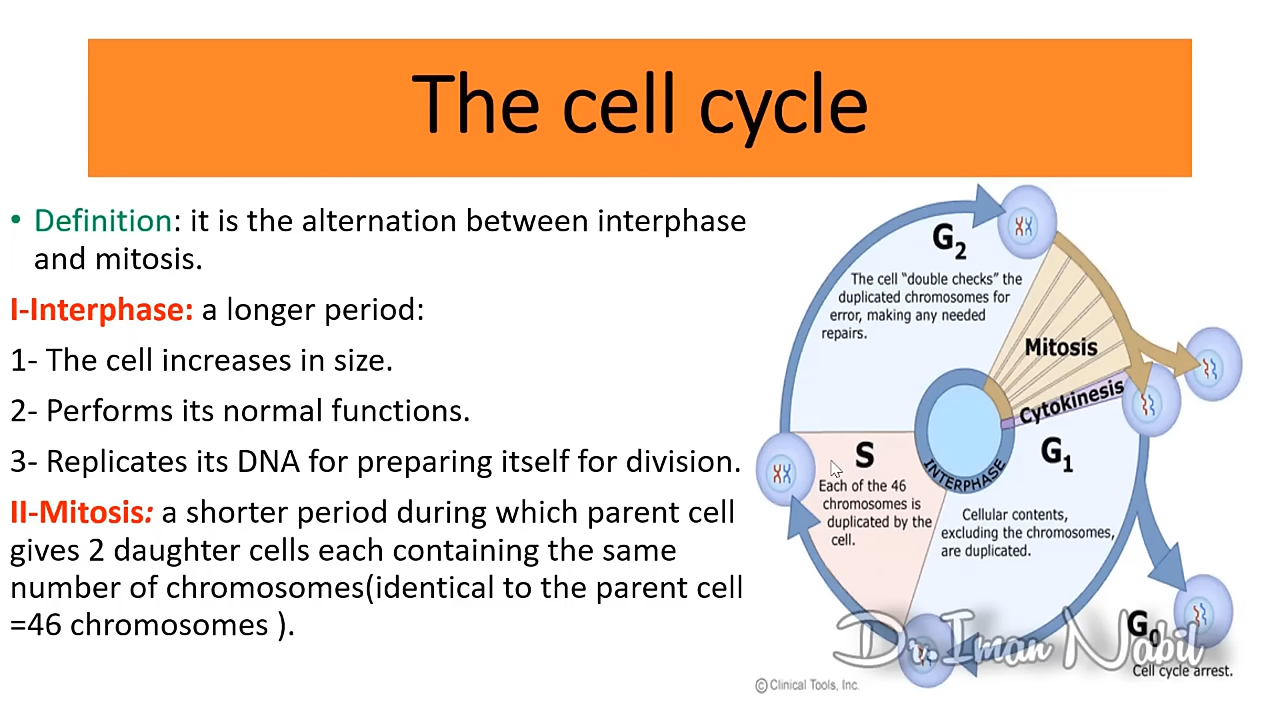 The cell cycle
• Definition: it is the alternation between interphase
and mitosis.
I-Interphase: a longer period:
1- The cell increases in size.
2- Performs its normal functions.
3- Replicates its DNA for preparing itself for division.
II-Mitosis: a shorter period during which parent cell
gives 2 daughter cells each containing the same
number of chromosomes(identical to the parent cell
=46 chromosomes ).
G2
The cell “double checks” the
duplicated chromosomes for
error, making any needed
repairs.
Mitosis
Cytokinesis
S
Each of the 46
chromosomes is
duplicated by the
cell.
INTERPHASE
G1
Cellular contents,
excluding the chromosomes,
are duplicated.
G0
Cell cycle arrest.
Dr.Iman Nabil
©Clinical Tools, Inc.